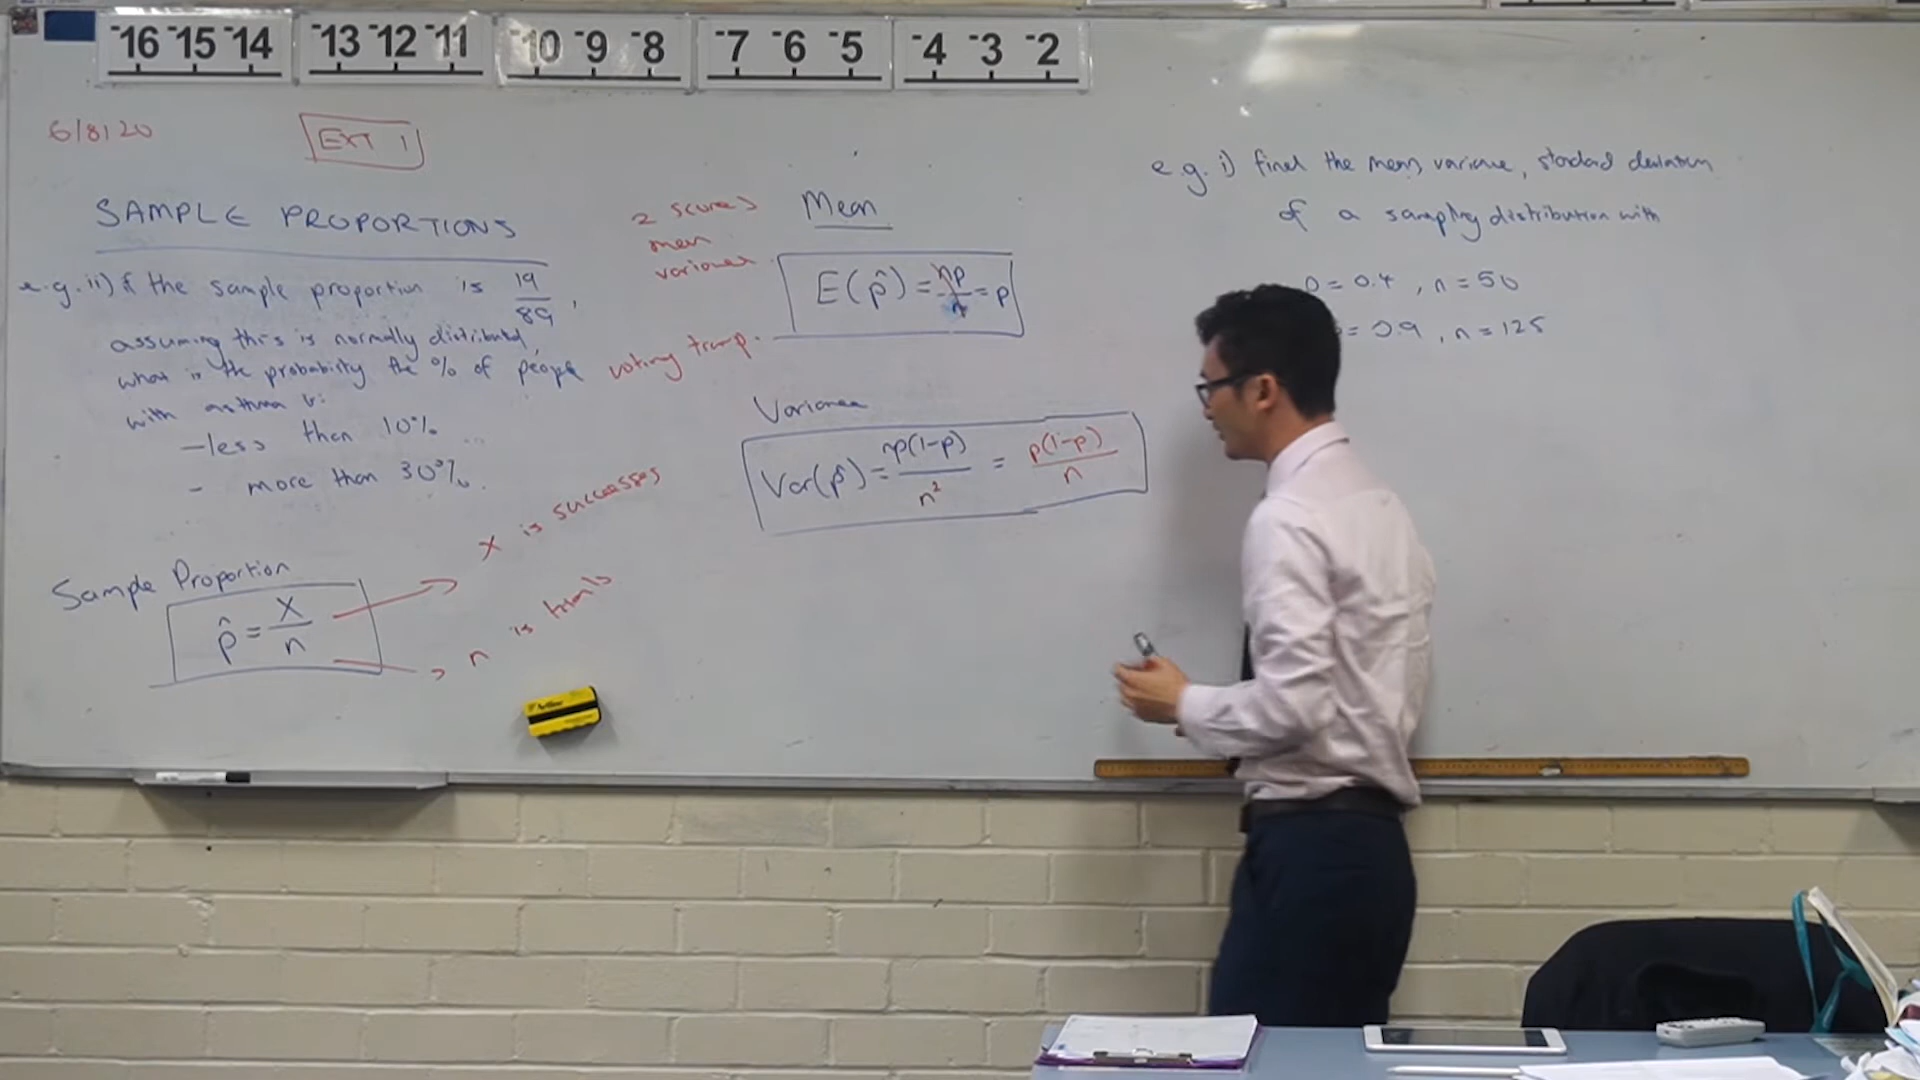 -16 -15 -14 -13 -12 -11 -10 -9 -8 -7 -6 -5 -4 -3 -2
6/8/20
EXT 1
SAMPLE PROPORTIONS
e.g. ii) if the sample proportion is 19/89,
assuming this is normally distributed,
what is the probability the % of people
with asthma is:
- less than 10%
- more than 30%.
Sample Proportion
p̂ = X/n
X is successes
n is trials
2 scores
mean
variance
voting trump.
Mean
E(p̂) = np/n = p
Variance
Var(p̂) = np(1-p)/n² = p(1-p)/n
e.g. i) find the mean, variance, standard deviation
of a sampling distribution with
p = 0.4, n = 50
= 0.9, n = 125